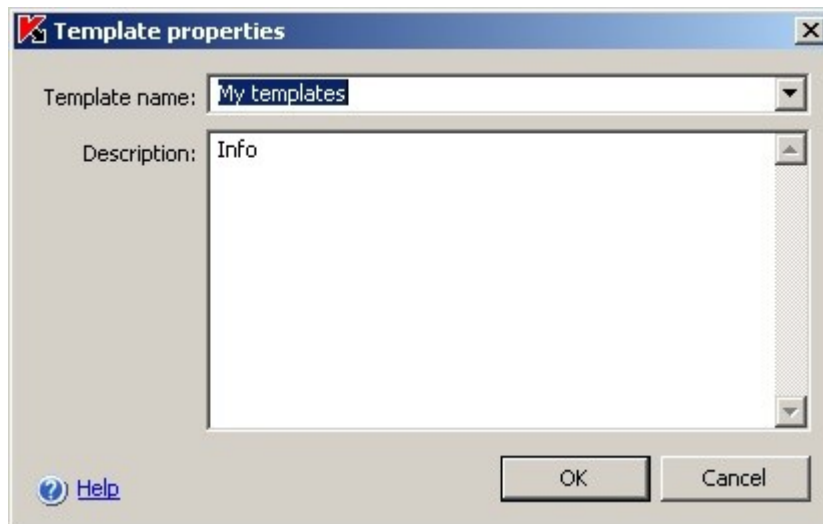 Template properties
Template name: My templates
Description: Info
Help OK Cancel